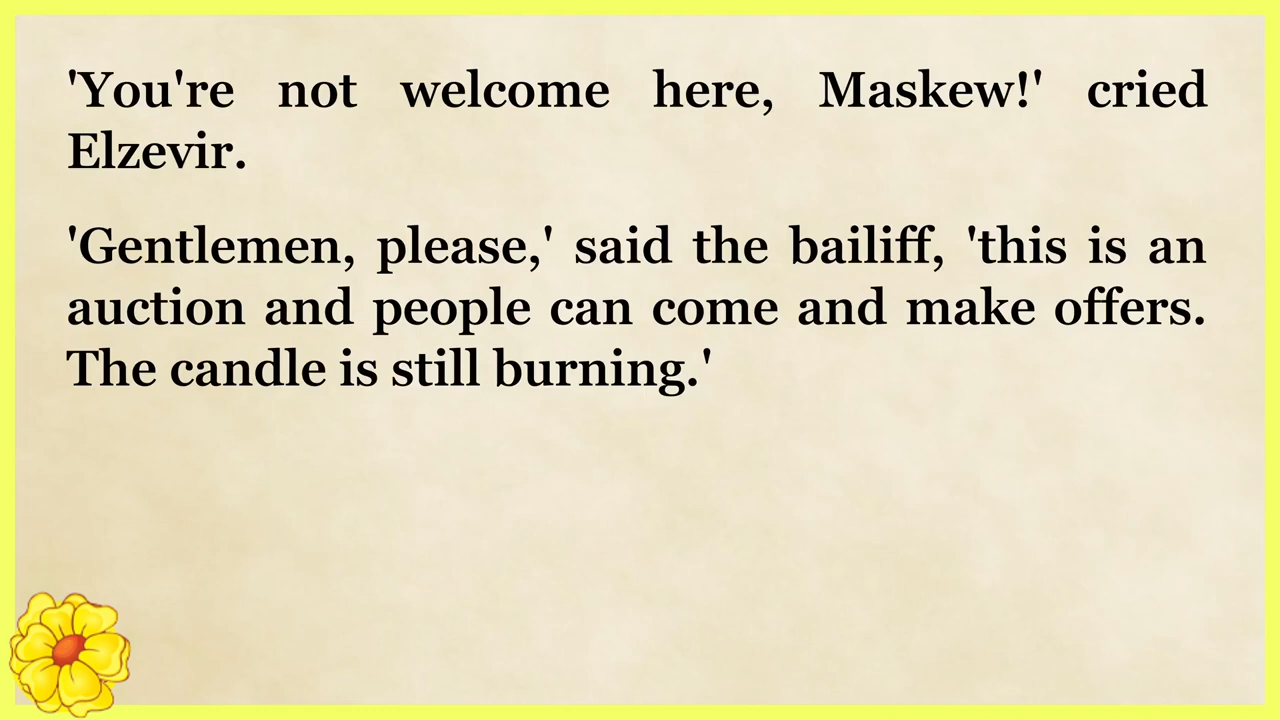 'You're not welcome here, Maskew!' cried
Elzevir.
'Gentlemen, please,' said the bailiff, 'this is an
auction and people can come and make offers.
The candle is still burning.'